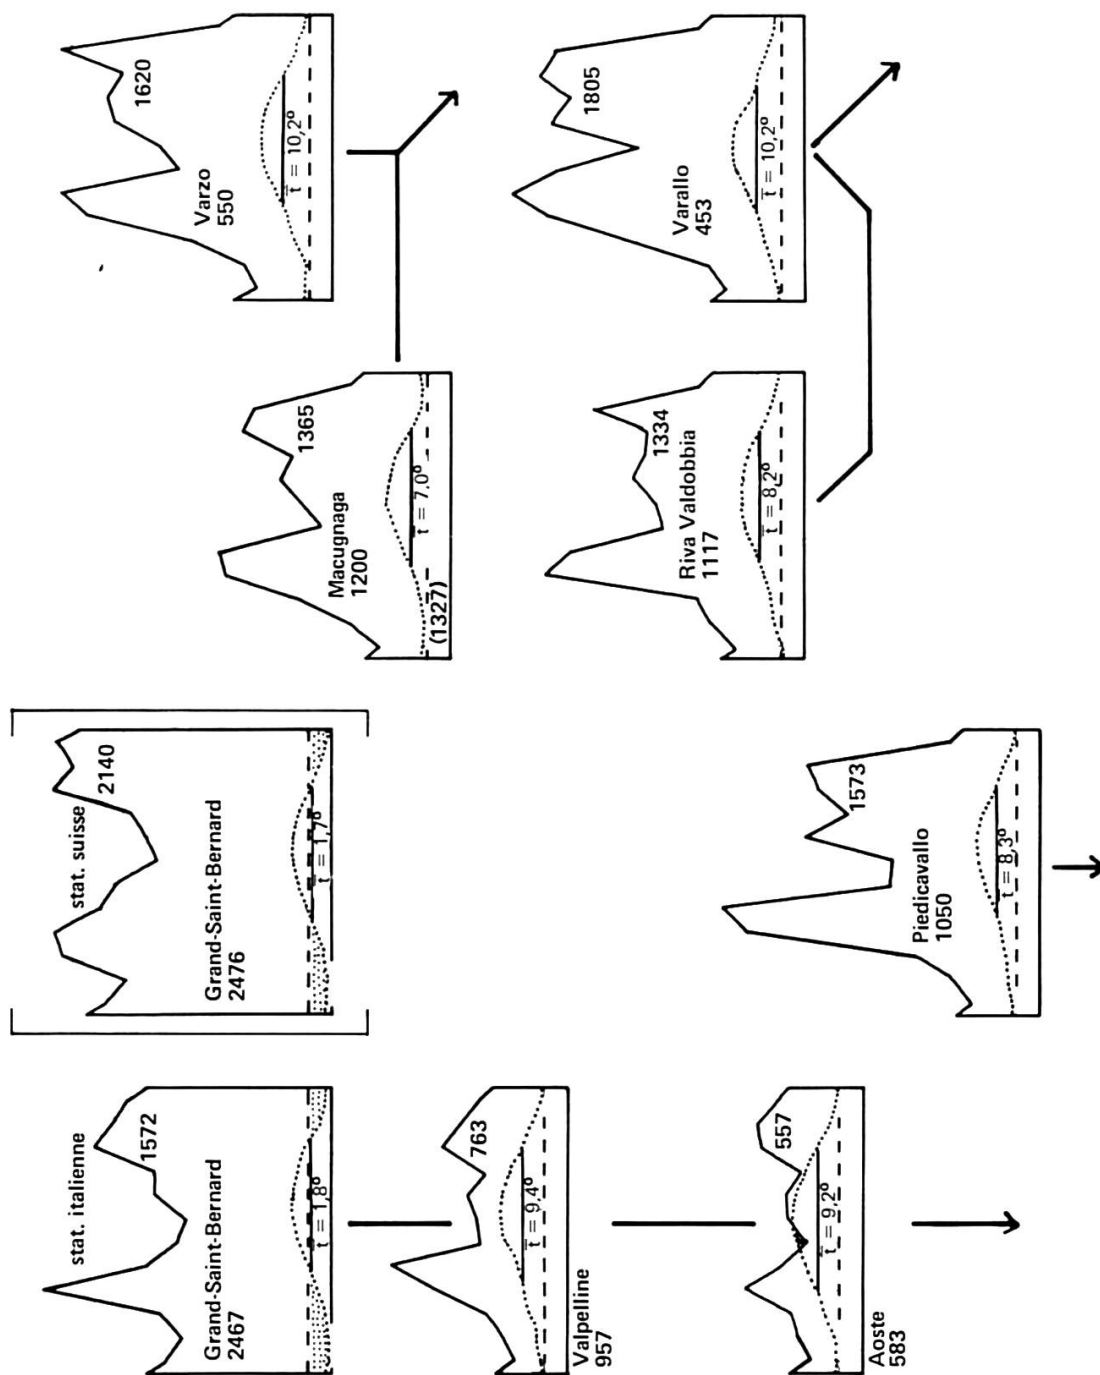 stat. italienne
1572
Grand-Saint-Bernard
2467
t̄ = 1,8°
stat. suisse
2140
Grand-Saint-Bernard
2476
t̄ = 1,7°
1365
Macugnaga
1200
t̄ = 7,0°
(1327)
1620
Varzo
550
t̄ = 10,2°
763
t̄ = 9,4°
Valpelline
957
1334
Riva Valdobbia
1117
t̄ = 8,2°
1805
Varallo
453
t̄ = 10,2°
557
t̄ = 9,2°
Aoste
583
1573
Piedicavallo
1050
t̄ = 8,3°